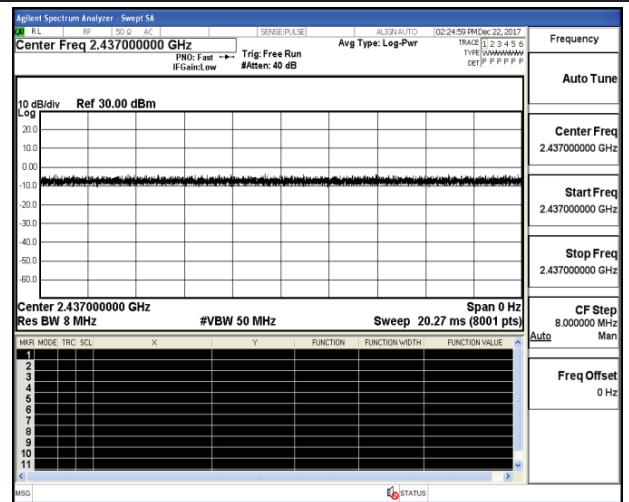 Agilent Spectrum Analyzer - Swept SA
RL RF 50 Ω AC SENSE:PULSE ALIGN AUTO 02:24:59 PM Dec 22, 2017
Center Freq 2.437000000 GHz
PNO: Fast
IFGain:Low
Trig: Free Run
#Atten: 40 dB
Avg Type: Log-Pwr
TRACE 1 2 3 4 5 6
TYPE WWWWWW
DET P P P P P P
10 dB/div Ref 30.00 dBm
Log
20.0
10.0
0.00
-10.0
-20.0
-30.0
-40.0
-50.0
-60.0
Center 2.437000000 GHz Span 0 Hz
Res BW 8 MHz #VBW 50 MHz Sweep 20.27 ms (8001 pts)
MKR MODE TRC SCL X Y FUNCTION FUNCTION WIDTH FUNCTION VALUE
1
2
3
4
5
6
7
8
9
10
11
MSG STATUS
Frequency
Auto Tune
Center Freq
2.437000000 GHz
Start Freq
2.437000000 GHz
Stop Freq
2.437000000 GHz
CF Step
8.000000 MHz
Auto Man
Freq Offset
0 Hz